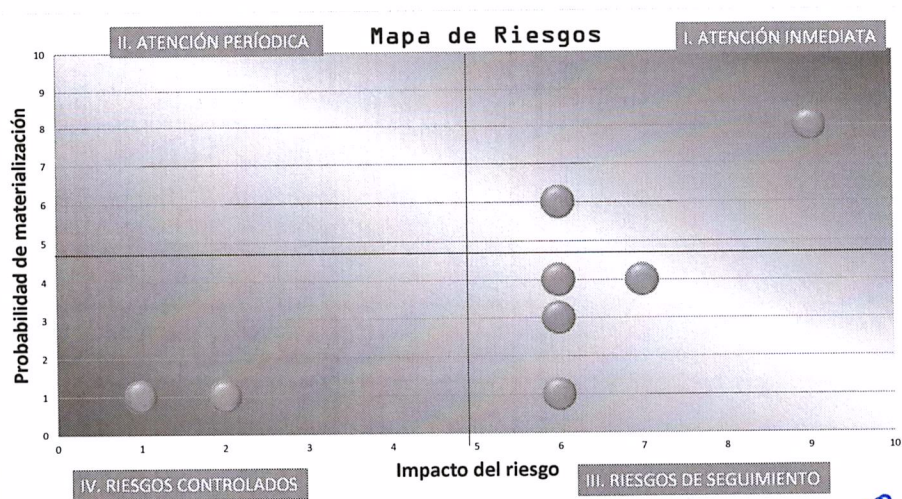 Mapa de Riesgos
II. ATENCIÓN PERÍODICA
I. ATENCIÓN INMEDIATA
Probabilidad de materialización
10
9
8
7
6
5
4
3
2
1
0
0 1 2 3 4 5 6 7 8 9 10
Impacto del riesgo
IV. RIESGOS CONTROLADOS
III. RIESGOS DE SEGUIMIENTO